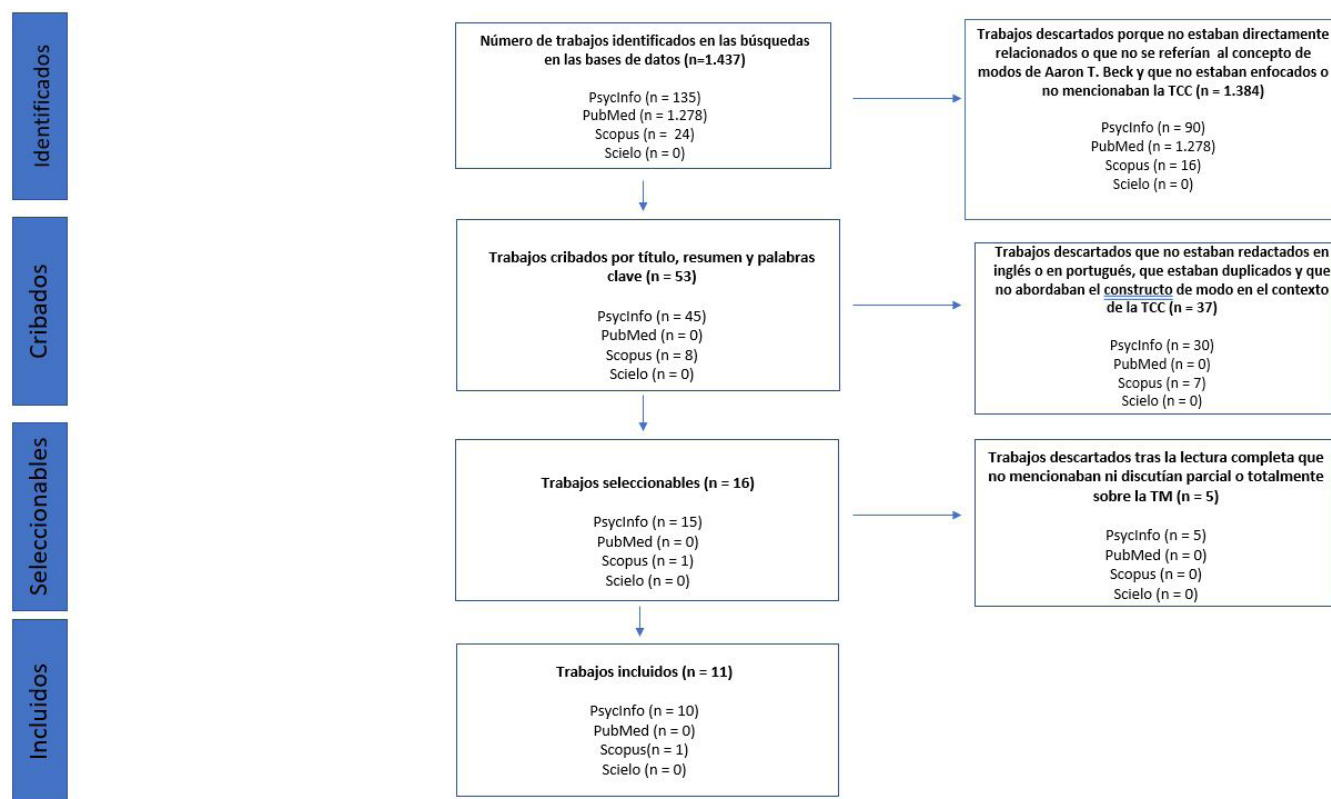 Identificados
Número de trabajos identificados en las búsquedas
en las bases de datos (n=1.437)
PsycInfo (n = 135)
PubMed (n = 1.278)
Scopus (n = 24)
Scielo (n = 0)
Trabajos descartados porque no estaban directamente
relacionados o que no se referían al concepto de
modos de Aaron T. Beck y que no estaban enfocados o
no mencionaban la TCC (n = 1.384)
PsycInfo (n = 90)
PubMed (n = 1.278)
Scopus (n = 16)
Scielo (n = 0)
Cribados
Trabajos cribados por título, resumen y palabras
clave (n = 53)
PsycInfo (n = 45)
PubMed (n = 0)
Scopus (n = 8)
Scielo (n = 0)
Trabajos descartados que no estaban redactados en
inglés o en portugués, que estaban duplicados y que
no abordaban el constructo de modo en el contexto
de la TCC (n = 37)
PsycInfo (n = 30)
PubMed (n = 0)
Scopus (n = 7)
Scielo (n = 0)
Seleccionables
Trabajos seleccionables (n = 16)
PsycInfo (n = 15)
PubMed (n = 0)
Scopus (n = 1)
Scielo (n = 0)
Trabajos descartados tras la lectura completa que
no mencionaban ni discutían parcial o totalmente
sobre la TM (n = 5)
PsycInfo (n = 5)
PubMed (n = 0)
Scopus (n = 0)
Scielo (n = 0)
Incluidos
Trabajos incluidos (n = 11)
PsycInfo (n = 10)
PubMed (n = 0)
Scopus(n = 1)
Scielo (n = 0)